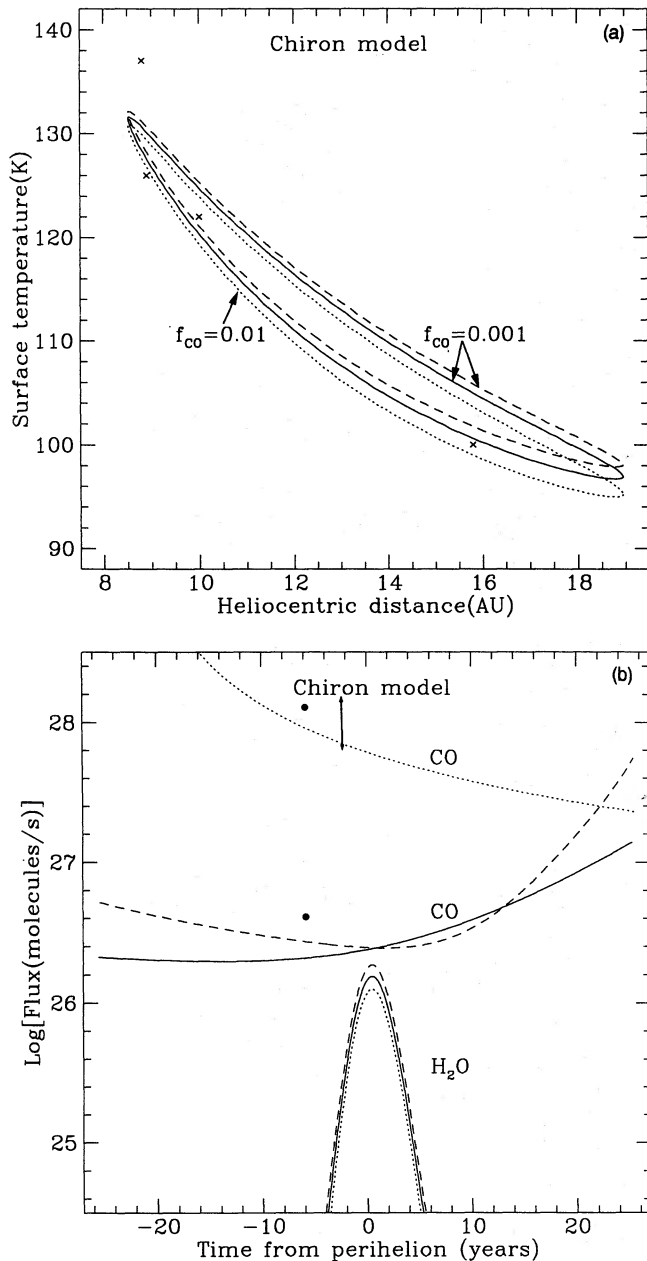 (a)
Chiron model
Surface temperature(K)
140
130
120
110
100
90
f_CO=0.01
f_CO=0.001
8
10
12
14
16
18
Heliocentric distance(AU)
(b)
Chiron model
Log[Flux(molecules/s)]
28
27
26
25
CO
CO
H₂O
−20
−10
0
10
20
Time from perihelion (years)